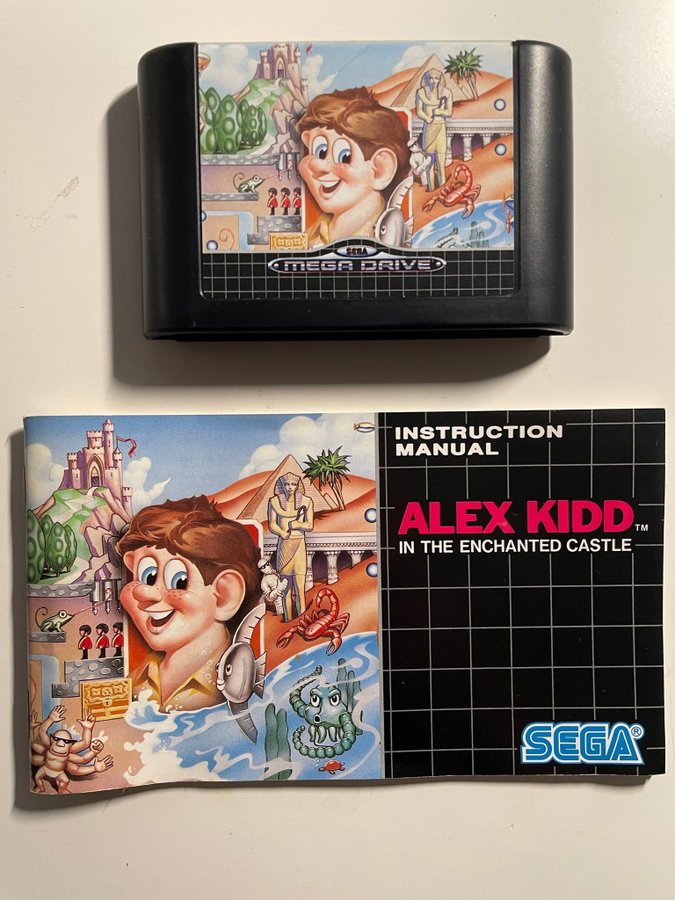 SEGA
MEGA DRIVE
INSTRUCTION
MANUAL
ALEX KIDD™
IN THE ENCHANTED CASTLE
SEGA®